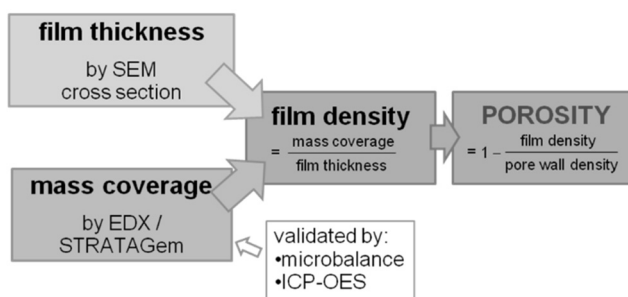 film thickness
by SEM
cross section
mass coverage
by EDX /
STRATAGem
validated by:
•microbalance
•ICP-OES
film density
= mass coverage
film thickness
POROSITY
= 1 – film density
pore wall density